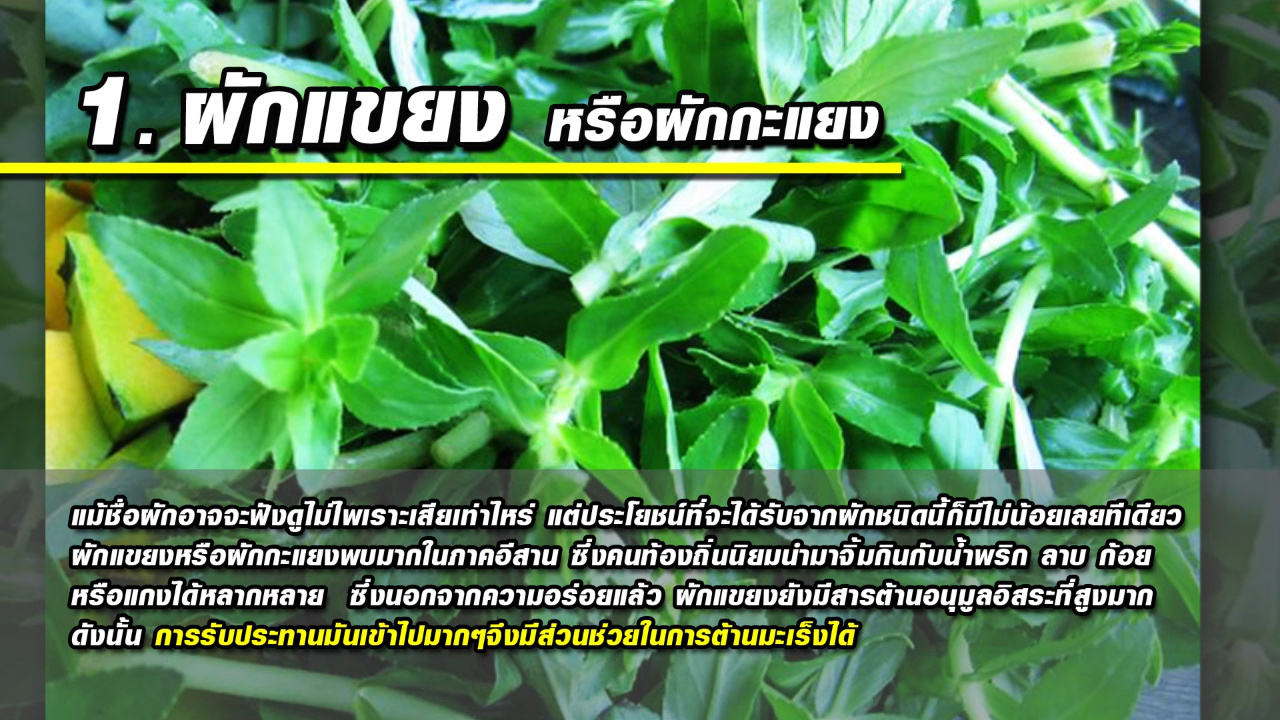 1. ผักแขยง หรือผักกะแยง
แม้ชื่อผักอาจจะฟังดูไม่ไพเราะเสียเท่าไหร่ แต่ประโยชน์ที่จะได้รับจากผักชนิดนี้ก็มีไม่น้อยเลยทีเดียว
ผักแขยงหรือผักกะแยงพบมากในภาคอีสาน ซึ่งคนท้องถิ่นนิยมนำมาจิ้มกินกับน้ำพริก ลาบ ก้อย
หรือแกงได้หลากหลาย ซึ่งนอกจากความอร่อยแล้ว ผักแขยงยังมีสารต้านอนุมูลอิสระที่สูงมาก
ดังนั้น การรับประทานมันเข้าไปมากๆจึงมีส่วนช่วยในการต้านมะเร็งได้